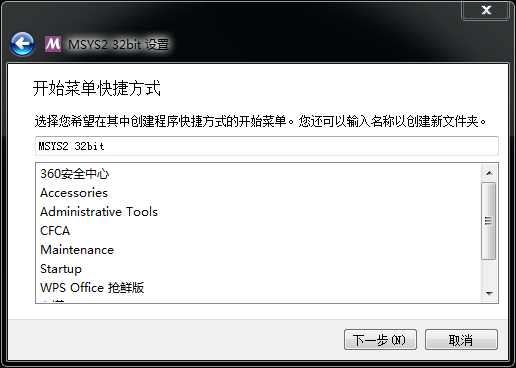 MSYS2 32bit 设置
开始菜单快捷方式
选择您希望在其中创建程序快捷方式的开始菜单。您还可以输入名称以创建新文件夹。
MSYS2 32bit
360安全中心
Accessories
Administrative Tools
CFCA
Maintenance
Startup
WPS Office 抢鲜版
下一步(N)
取消